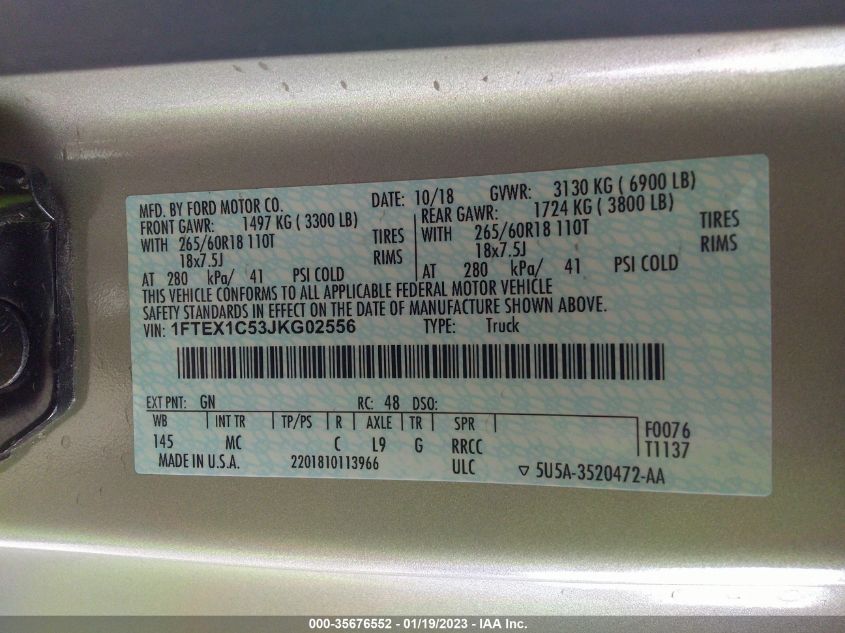 MFD. BY FORD MOTOR CO. DATE: 10/18 GVWR: 3130 KG ( 6900 LB)
FRONT GAWR: 1497 KG ( 3300 LB) REAR GAWR: 1724 KG ( 3800 LB)
WITH 265/60R18 110T TIRES WITH 265/60R18 110T TIRES
18x7.5J RIMS 18x7.5J RIMS
AT 280 kPa/ 41 PSI COLD AT 280 kPa/ 41 PSI COLD
THIS VEHICLE CONFORMS TO ALL APPLICABLE FEDERAL MOTOR VEHICLE
SAFETY STANDARDS IN EFFECT ON THE DATE OF MANUFACTURE SHOWN ABOVE.
VIN: 1FTEX1C53JKG02556 TYPE: Truck
EXT PNT: GN RC: 48 DSO:
WB INT TR TP/PS R AXLE TR SPR F0076
145 MC C L9 G RRCC T1137
MADE IN U.S.A. 2201810113966 ULC ▽ 5U5A-3520472-AA
000-35676552 - 01/19/2023 - IAA Inc.